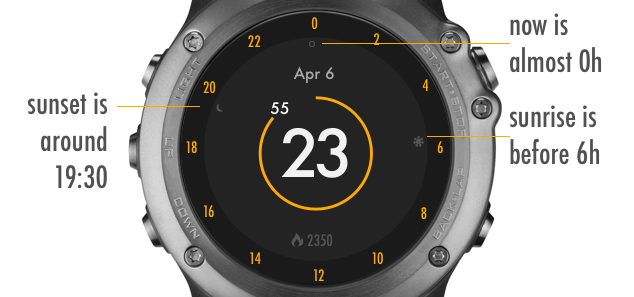 now is
almost 0h
0
2
22
Apr 6
LIGHT
START·STOP
20
4
sunset is
around
19:30
55
23
sunrise is
before 6h
18
6
UP
16
8
DOWN
BACK·LAP
2350
14
10
12